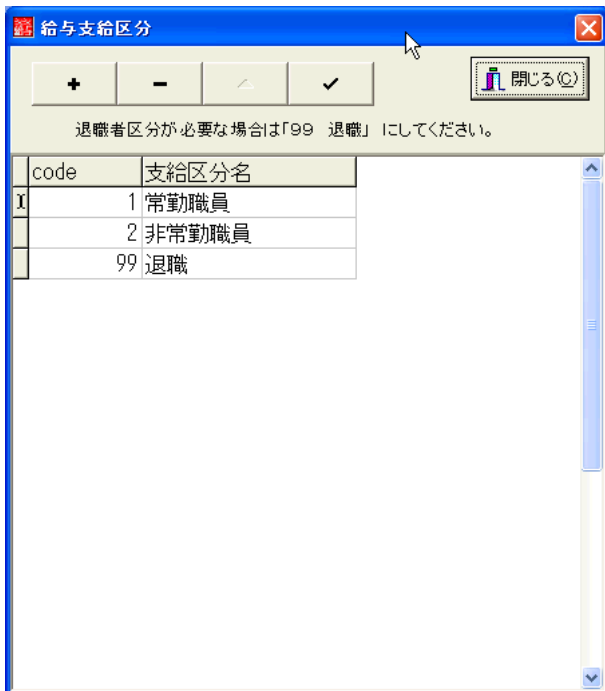 給与支給区分
閉じる(C)
退職者区分が必要な場合は「99 退職」にしてください。
code 支給区分名
1 常勤職員
2 非常勤職員
99 退職